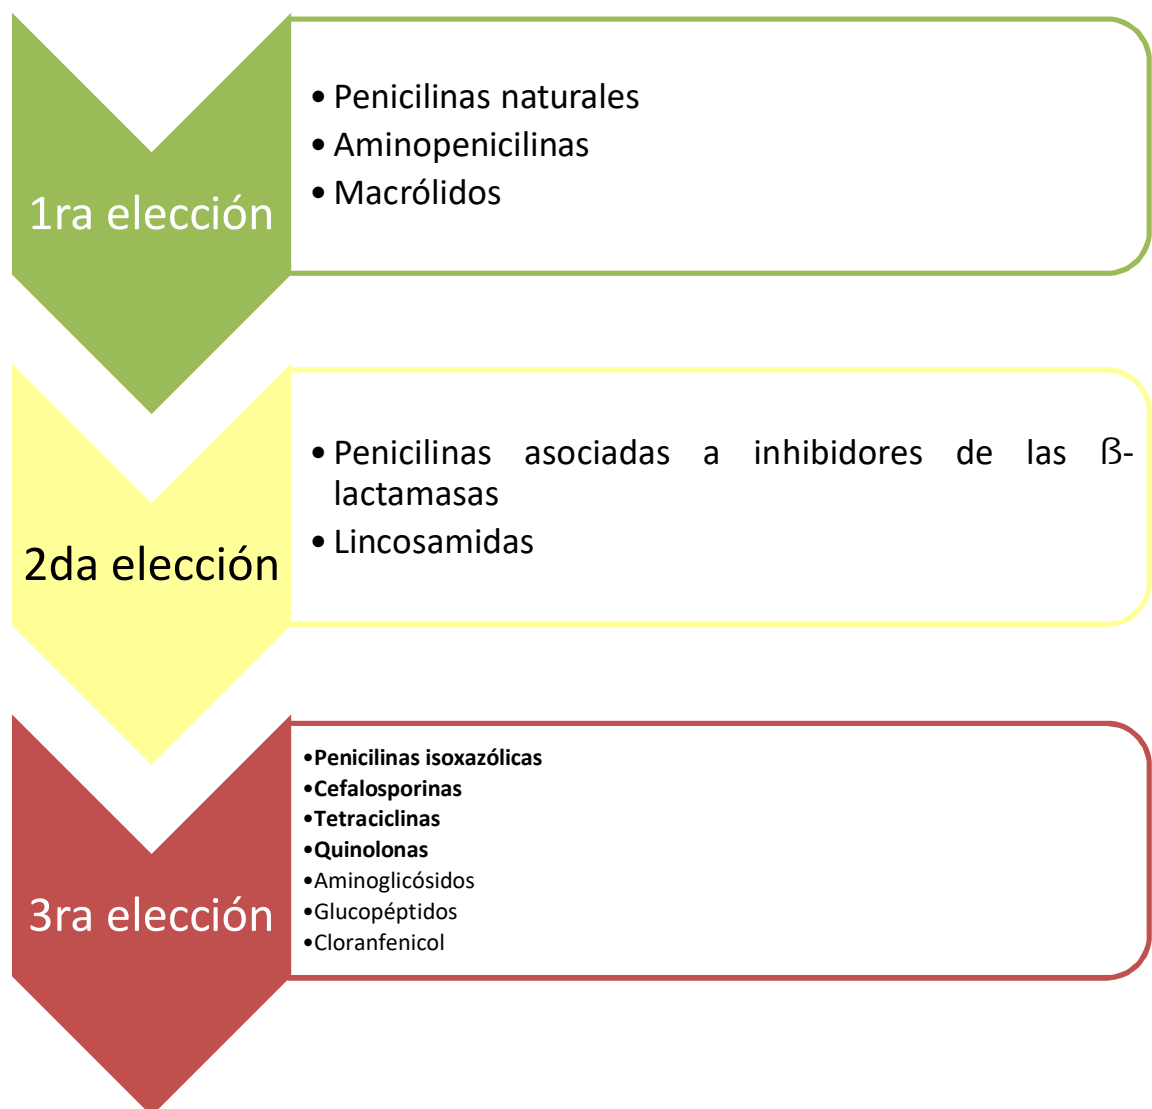 1ra elección
• Penicilinas naturales
• Aminopenicilinas
• Macrólidos
2da elección
• Penicilinas asociadas a inhibidores de las ß-
lactamasas
• Lincosamidas
3ra elección
•Penicilinas isoxazólicas
•Cefalosporinas
•Tetraciclinas
•Quinolonas
•Aminoglicósidos
•Glucopéptidos
•Cloranfenicol